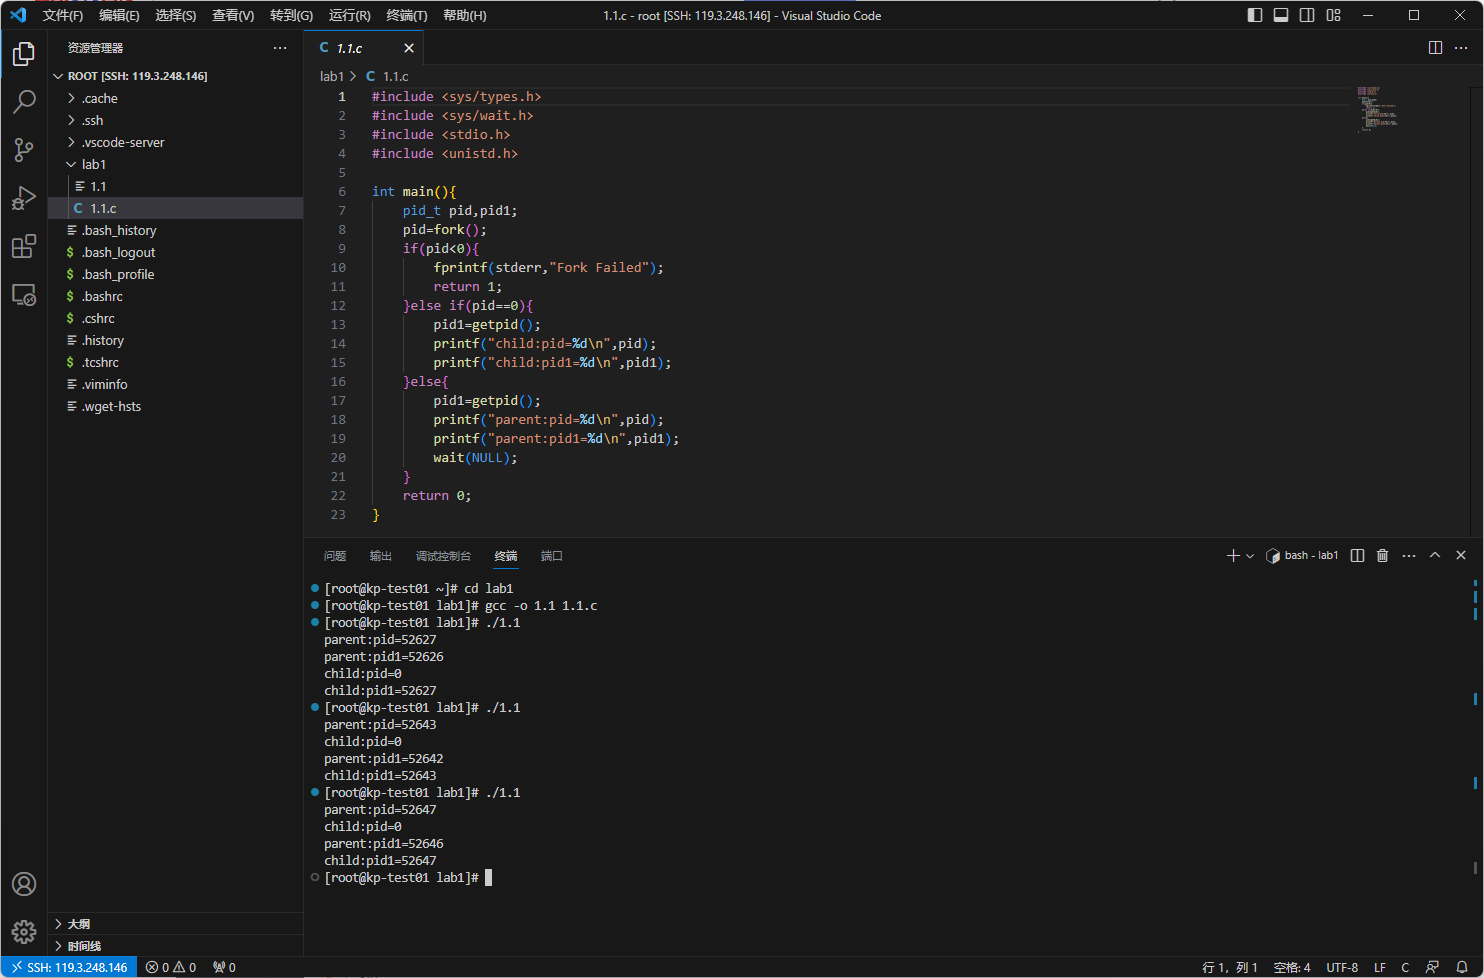 文件(F) 编辑(E) 选择(S) 查看(V) 转到(G) 运行(R) 终端(T) 帮助(H) 1.1.c - root [SSH: 119.3.248.146] - Visual Studio Code
资源管理器
ROOT [SSH: 119.3.248.146]
.cache
.ssh
.vscode-server
lab1
1.1
C 1.1.c
.bash_history
$ .bash_logout
$ .bash_profile
$ .bashrc
$ .cshrc
.history
$ .tcshrc
.viminfo
.wget-hsts
大纲
时间线
C 1.1.c
lab1 > C 1.1.c
1 #include <sys/types.h>
2 #include <sys/wait.h>
3 #include <stdio.h>
4 #include <unistd.h>
5
6 int main(){
7 pid_t pid,pid1;
8 pid=fork();
9 if(pid<0){
10 fprintf(stderr,"Fork Failed");
11 return 1;
12 }else if(pid==0){
13 pid1=getpid();
14 printf("child:pid=%d\n",pid);
15 printf("child:pid1=%d\n",pid1);
16 }else{
17 pid1=getpid();
18 printf("parent:pid=%d\n",pid);
19 printf("parent:pid1=%d\n",pid1);
20 wait(NULL);
21 }
22 return 0;
23 }
问题 输出 调试控制台 终端 端口 bash - lab1
[root@kp-test01 ~]# cd lab1
[root@kp-test01 lab1]# gcc -o 1.1 1.1.c
[root@kp-test01 lab1]# ./1.1
parent:pid=52627
parent:pid1=52626
child:pid=0
child:pid1=52627
[root@kp-test01 lab1]# ./1.1
parent:pid=52643
child:pid=0
parent:pid1=52642
child:pid1=52643
[root@kp-test01 lab1]# ./1.1
parent:pid=52647
child:pid=0
parent:pid1=52646
child:pid1=52647
[root@kp-test01 lab1]#
SSH: 119.3.248.146 0 0 0 行 1，列 1 空格: 4 UTF-8 LF C